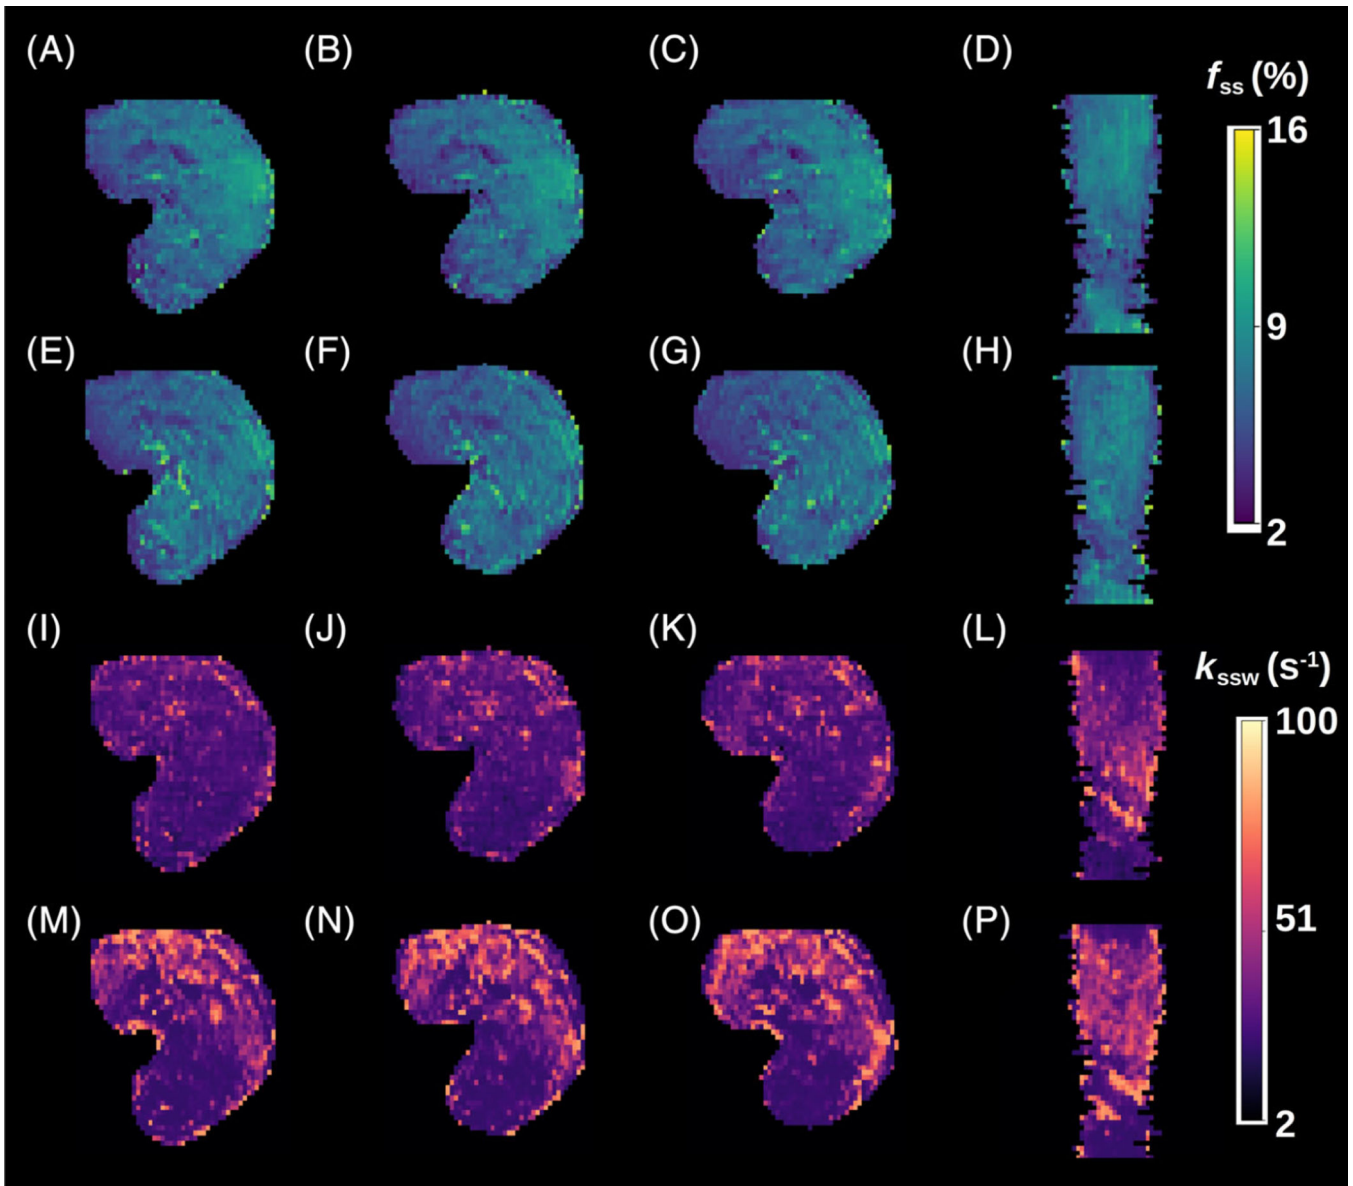 (A) (B) (C) (D)
fss (%)
16
9
2
(E) (F) (G) (H)
(I) (J) (K) (L)
kssw (s-1)
100
51
2
(M) (N) (O) (P)